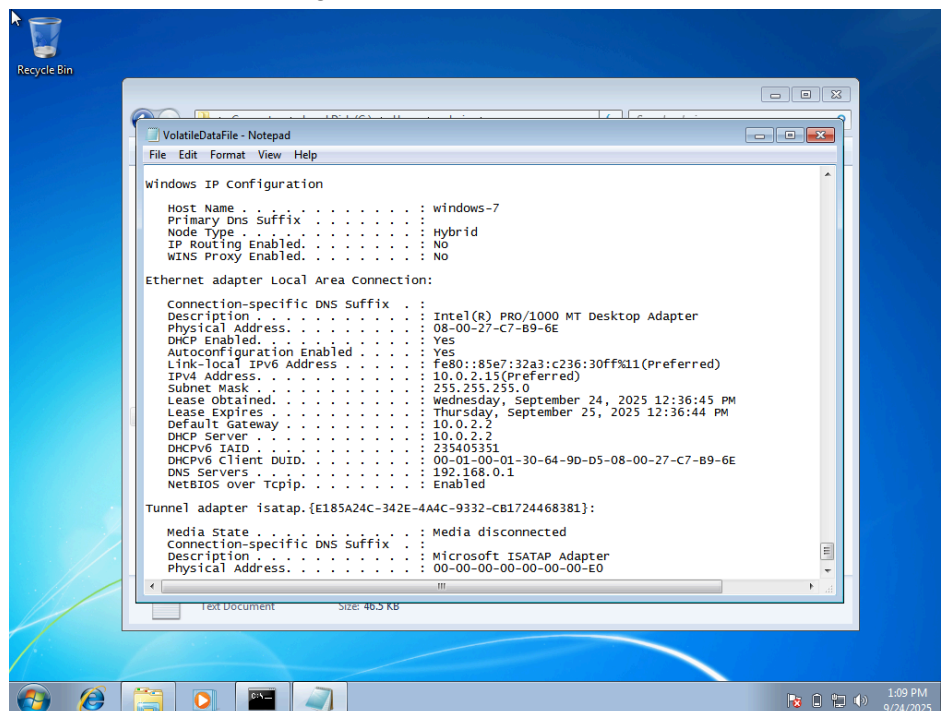 Recycle Bin
VolatileDataFile - Notepad
File Edit Format View Help
Windows IP Configuration
Host Name . . . . . . . . . . . . : windows-7
Primary Dns Suffix . . . . . . . :
Node Type . . . . . . . . . . . . : Hybrid
IP Routing Enabled. . . . . . . . : No
WINS Proxy Enabled. . . . . . . . : No
Ethernet adapter Local Area Connection:
Connection-specific DNS Suffix . :
Description . . . . . . . . . . . : Intel(R) PRO/1000 MT Desktop Adapter
Physical Address. . . . . . . . . : 08-00-27-C7-B9-6E
DHCP Enabled. . . . . . . . . . . : Yes
Autoconfiguration Enabled . . . . : Yes
Link-local IPv6 Address . . . . . : fe80::85e7:32a3:c236:30ff%11(Preferred)
IPv4 Address. . . . . . . . . . . : 10.0.2.15(Preferred)
Subnet Mask . . . . . . . . . . . : 255.255.255.0
Lease Obtained. . . . . . . . . . : Wednesday, September 24, 2025 12:36:45 PM
Lease Expires . . . . . . . . . . : Thursday, September 25, 2025 12:36:44 PM
Default Gateway . . . . . . . . . : 10.0.2.2
DHCP Server . . . . . . . . . . . : 10.0.2.2
DHCPv6 IAID . . . . . . . . . . . : 235405351
DHCPv6 Client DUID. . . . . . . . : 00-01-00-01-30-64-9D-D5-08-00-27-C7-B9-6E
DNS Servers . . . . . . . . . . . : 192.168.0.1
NetBIOS over Tcpip. . . . . . . . : Enabled
Tunnel adapter isatap.{E185A24C-342E-4A4C-9332-CB1724468381}:
Media State . . . . . . . . . . . : Media disconnected
Connection-specific DNS Suffix . :
Description . . . . . . . . . . . : Microsoft ISATAP Adapter
Physical Address. . . . . . . . . : 00-00-00-00-00-00-00-E0
Text Document Size: 46.5 KB
1:09 PM
9/24/2025